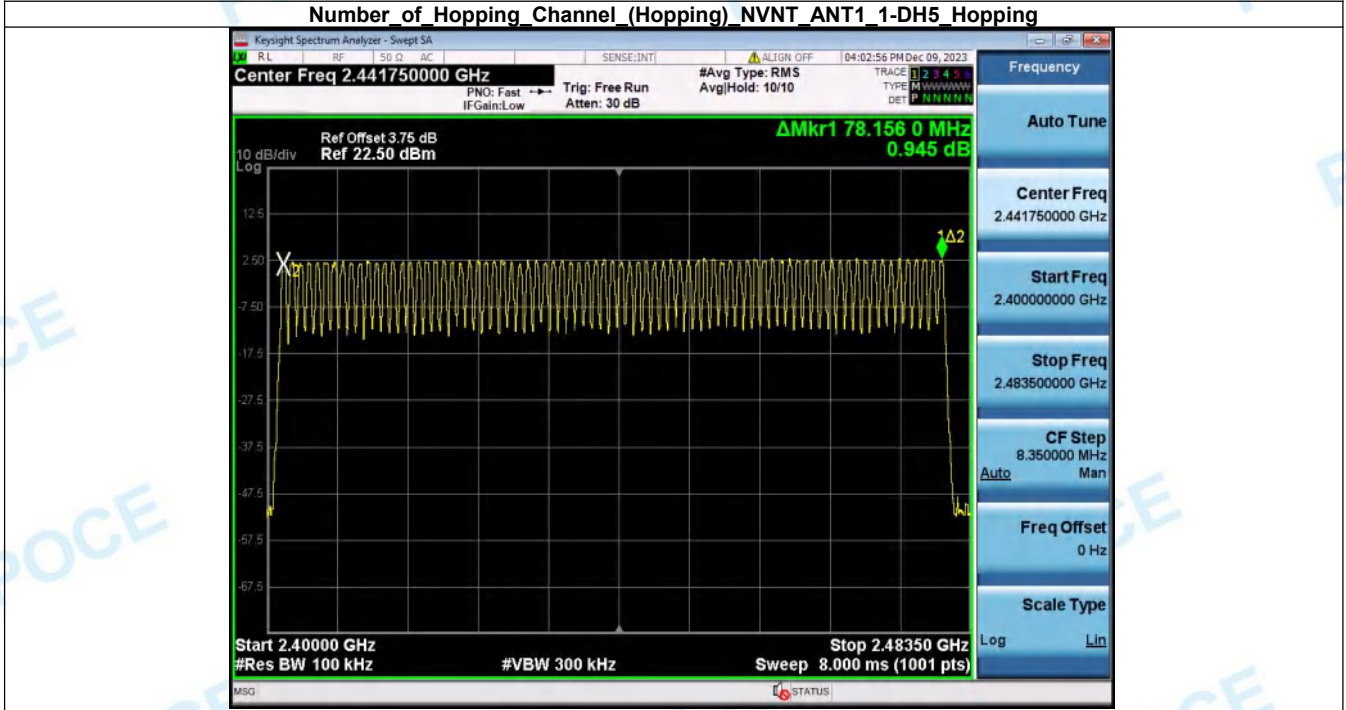 Number_of_Hopping_Channel_(Hopping)_NVNT_ANT1_1-DH5_Hopping
Keysight Spectrum Analyzer - Swept SA
RL RF 50 Ω AC SENSE:INT ALIGN OFF 04:02:56 PM Dec 09, 2023
Center Freq 2.441750000 GHz
PNO: Fast
IFGain:Low
Trig: Free Run
Atten: 30 dB
#Avg Type: RMS
Avg|Hold: 10/10
TRACE 1 2 3 4 5 6
TYPE M WWWWW
DET P N N N N N
ΔMkr1 78.156 0 MHz
0.945 dB
Ref Offset 3.75 dB
10 dB/div Ref 22.50 dBm
Log
12.5
2.50
-7.50
-17.5
-27.5
-37.5
-47.5
-57.5
-67.5
1Δ2
X2
Start 2.40000 GHz Stop 2.48350 GHz
#Res BW 100 kHz #VBW 300 kHz Sweep 8.000 ms (1001 pts)
MSG STATUS
Frequency
Auto Tune
Center Freq
2.441750000 GHz
Start Freq
2.400000000 GHz
Stop Freq
2.483500000 GHz
CF Step
8.350000 MHz
Auto Man
Freq Offset
0 Hz
Scale Type
Log Lin
POCE